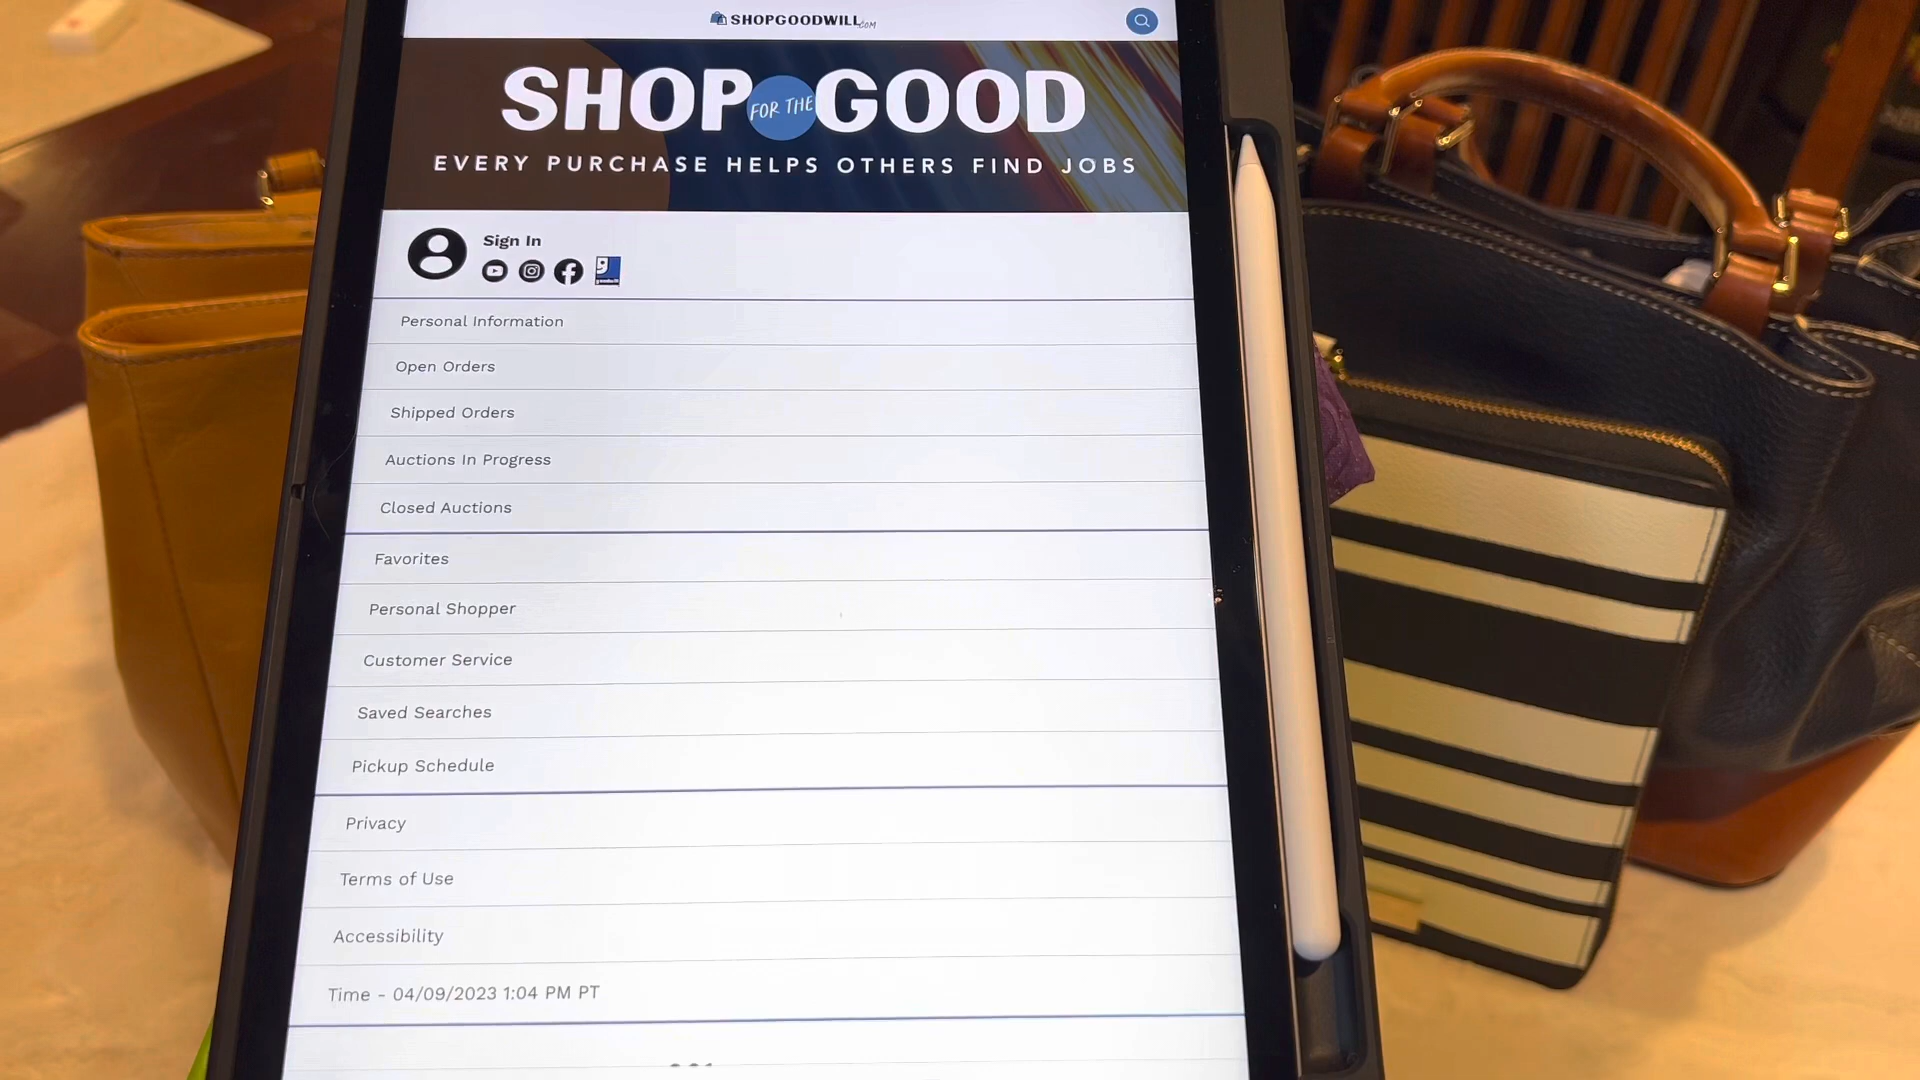 SHOPGOODWILL.COM
SHOP FOR THE GOOD
EVERY PURCHASE HELPS OTHERS FIND JOBS
Sign In
Personal Information
Open Orders
Shipped Orders
Auctions In Progress
Closed Auctions
Favorites
Personal Shopper
Customer Service
Saved Searches
Pickup Schedule
Privacy
Terms of Use
Accessibility
Time - 04/09/2023 1:04 PM PT